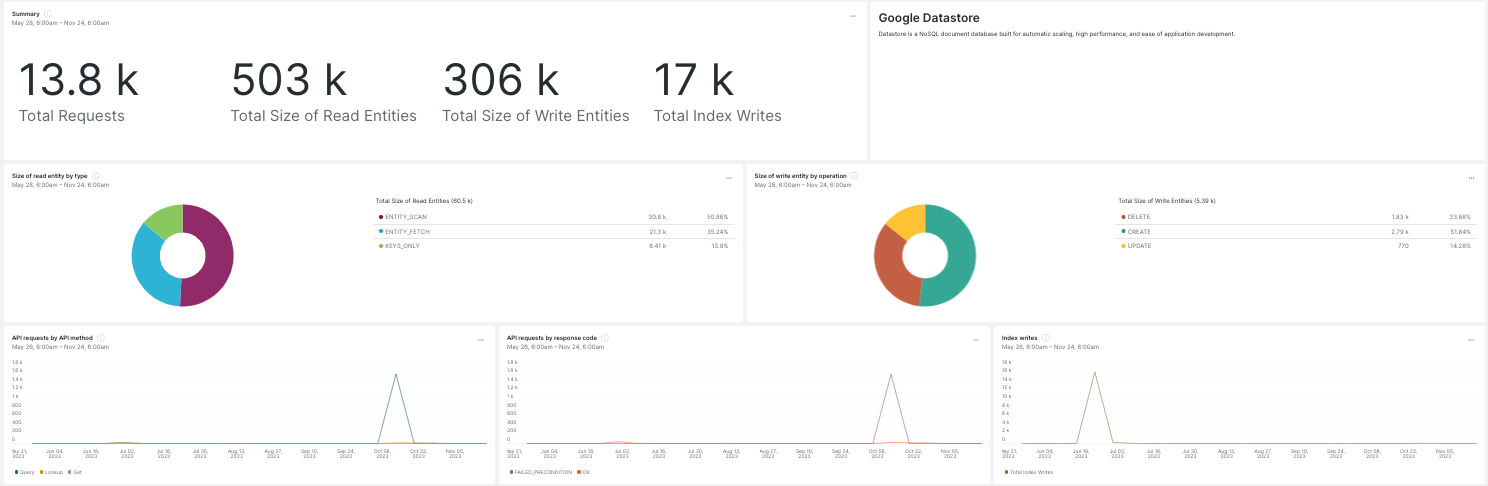 Summary
May 28, 6:00am – Nov 24, 6:00am
13.8 k
Total Requests
503 k
Total Size of Read Entities
306 k
Total Size of Write Entities
17 k
Total Index Writes
Google Datastore
Datastore is a NoSQL document database built for automatic scaling, high performance, and ease of application development.
Size of read entity by type
May 28, 6:00am – Nov 24, 6:00am
Total Size of Read Entities (60.5 k)
ENTITY_SCAN 30.8 k 50.86%
ENTITY_FETCH 21.3 k 35.24%
KEYS_ONLY 8.41 k 13.9%
Size of write entity by operation
May 28, 6:00am – Nov 24, 6:00am
Total Size of Write Entities (5.39 k)
DELETE 1.83 k 33.88%
CREATE 2.79 k 51.84%
UPDATE 770 14.28%
API requests by API method
May 26, 6:00am – Nov 24, 6:00am
1.8 k
1.6 k
1.4 k
1.2 k
1 k
800
600
400
200
0
May 21, 2023
Jun 04, 2023
Jun 18, 2023
Jul 02, 2023
Jul 16, 2023
Jul 30, 2023
Aug 13, 2023
Aug 27, 2023
Sep 10, 2023
Sep 24, 2023
Oct 08, 2023
Oct 22, 2023
Nov 05, 2023
Query Lookup Get
API requests by response code
May 26, 6:00am – Nov 24, 6:00am
1.8 k
1.6 k
1.4 k
1.2 k
1 k
800
600
400
200
0
May 21, 2023
Jun 04, 2023
Jun 18, 2023
Jul 02, 2023
Jul 16, 2023
Jul 30, 2023
Aug 13, 2023
Aug 27, 2023
Sep 10, 2023
Sep 24, 2023
Oct 08, 2023
Oct 22, 2023
Nov 05, 2023
FAILED_PRECONDITION OK
Index writes
May 26, 6:00am – Nov 24, 6:00am
18 k
16 k
14 k
12 k
10 k
8 k
6 k
4 k
2 k
0
May 21, 2023
Jun 04, 2023
Jun 18, 2023
Jul 02, 2023
Jul 16, 2023
Jul 30, 2023
Aug 13, 2023
Aug 27, 2023
Sep 10, 2023
Sep 24, 2023
Oct 08, 2023
Oct 22, 2023
Nov 05, 2023
Total Index Writes